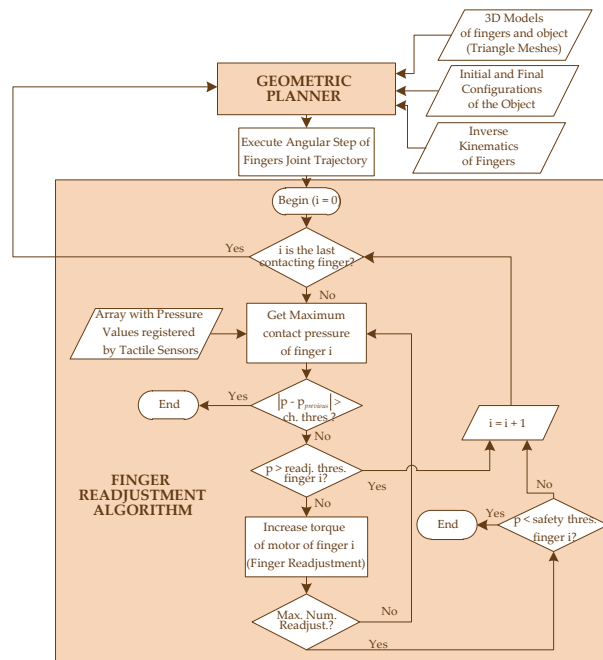 3D Models
of fingers and object
(Triangle Meshes)
GEOMETRIC
PLANNER
Initial and Final
Configurations
of the Object
Execute Angular Step of
Fingers Joint Trajectory
Inverse
Kinematics
of Fingers
Begin (i = 0)
Yes
i is the last
contacting finger?
No
Array with Pressure
Values registered
by Tactile Sensors
Get Maximum
contact pressure
of finger i
End
Yes
|p - p previous| >
ch. thres.?
i = i + 1
No
p > readj. thres.
finger i?
Yes
No
FINGER
READJUSTMENT
ALGORITHM
No
Increase torque
of motor of finger i
(Finger Readjustment)
End
Yes
p < safety thres.
finger i?
Max. Num.
Readjust.?
No
Yes